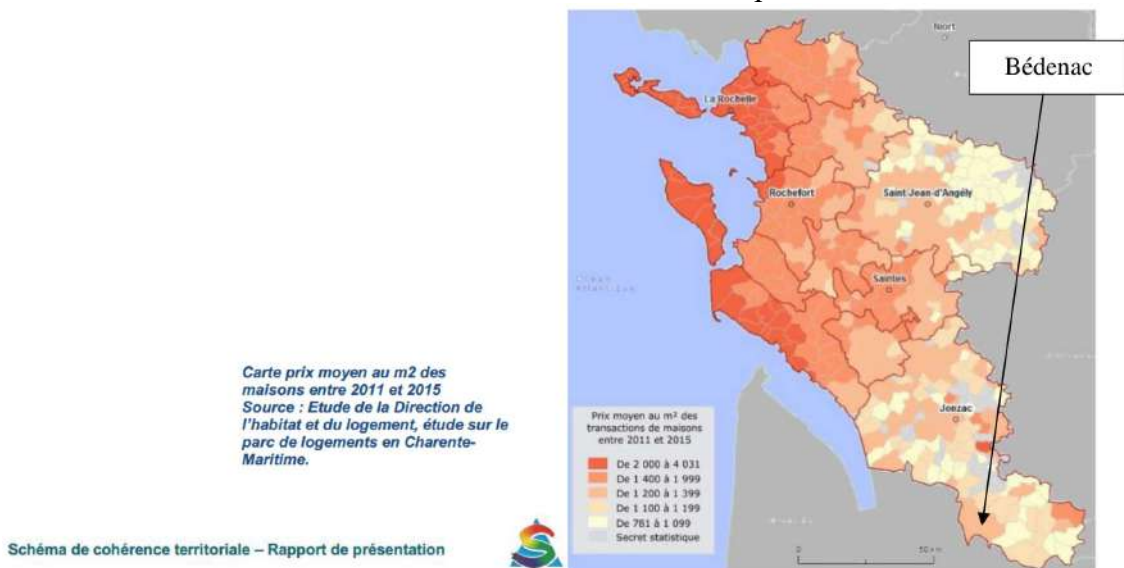 Niort
Bédenac
La Rochelle
Rochefort
Saint-Jean-d'Angély
Saintes
Carte prix moyen au m2 des
maisons entre 2011 et 2015
Source : Etude de la Direction de
l'habitat et du logement, étude sur le
parc de logements en Charente-
Maritime.
Jonzac
Prix moyen au m² des
transactions de maisons
entre 2011 et 2015
De 2 000 à 4 031
De 1 400 à 1 999
De 1 200 à 1 399
De 1 100 à 1 199
De 761 à 1 099
Secret statistique
0 50 km
Schéma de cohérence territoriale – Rapport de présentation